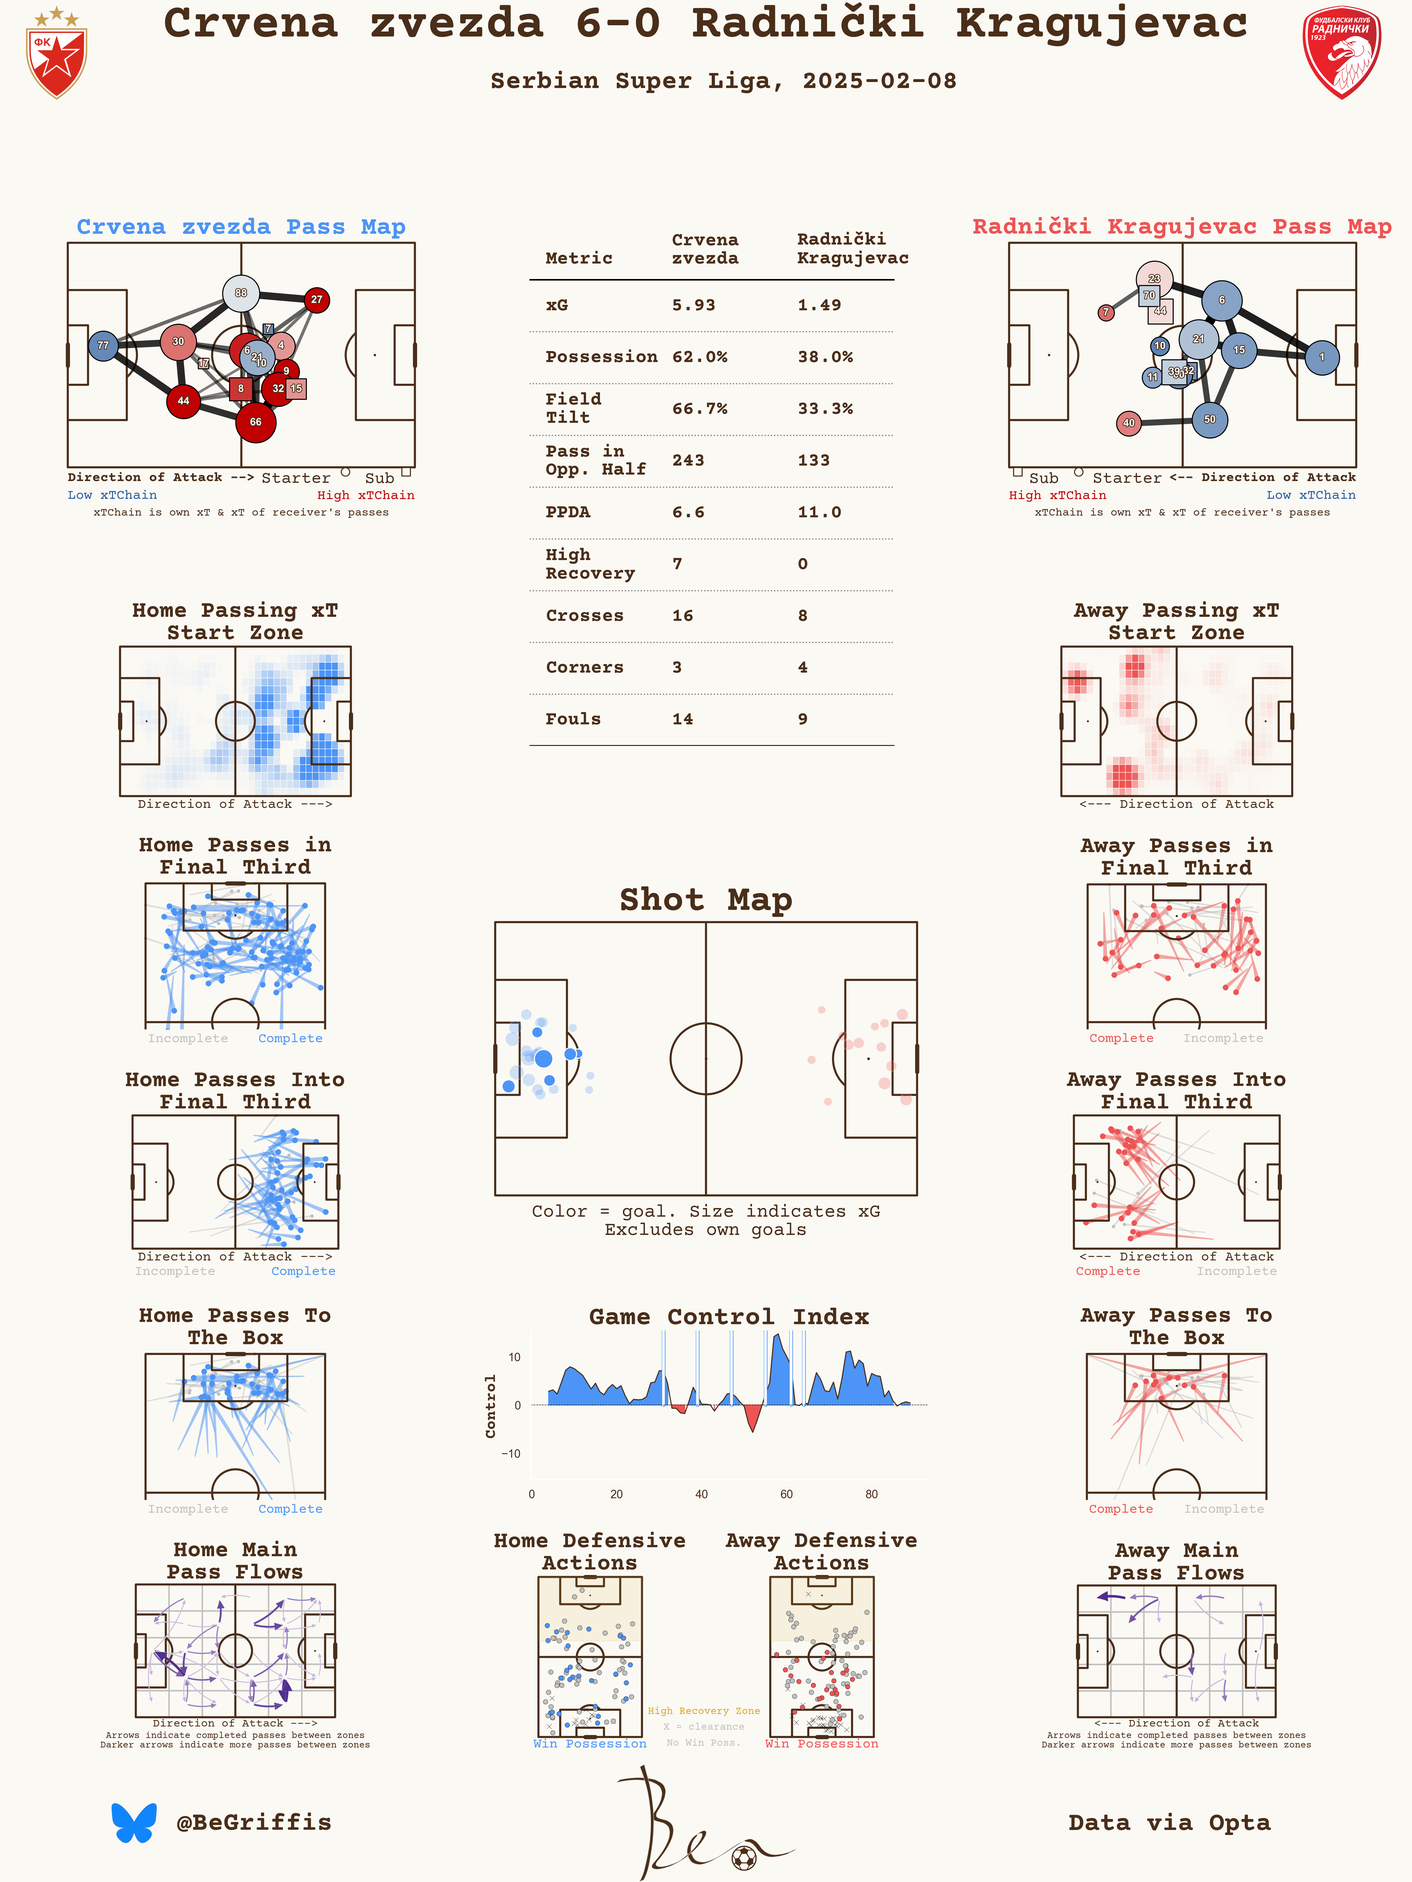 Crvena zvezda 6-0 Radnički Kragujevac
Serbian Super Liga, 2025-02-08
ФК
ФУДБАЛСКИ КЛУБ
РАДНИЧКИ
1923
Crvena zvezda Pass Map
88
27
77
30
7
4
17
6
21
10
9
8
32
15
44
66
Direction of Attack --> Starter Sub
Low xTChain High xTChain
xTChain is own xT & xT of receiver's passes
Metric Crvena zvezda Radnički Kragujevac
xG 5.93 1.49
Possession 62.0% 38.0%
Field Tilt 66.7% 33.3%
Pass in Opp. Half 243 133
PPDA 6.6 11.0
High Recovery 7 0
Crosses 16 8
Corners 3 4
Fouls 14 9
Radnički Kragujevac Pass Map
23
70
44
7
6
21
10
15
1
11
39
32
40
50
Sub Starter <-- Direction of Attack
High xTChain Low xTChain
xTChain is own xT & xT of receiver's passes
Home Passing xT
Start Zone
Direction of Attack --->
Home Passes in
Final Third
Incomplete Complete
Home Passes Into
Final Third
Direction of Attack --->
Incomplete Complete
Home Passes To
The Box
Incomplete Complete
Home Main
Pass Flows
Direction of Attack --->
Arrows indicate completed passes between zones
Darker arrows indicate more passes between zones
Shot Map
Color = goal. Size indicates xG
Excludes own goals
Game Control Index
Control
10
0
−10
0 20 40 60 80
Home Defensive
Actions
Win Possession
High Recovery Zone
X = clearance
No Win Poss.
Away Defensive
Actions
Win Possession
Away Passing xT
Start Zone
<--- Direction of Attack
Away Passes in
Final Third
Complete Incomplete
Away Passes Into
Final Third
<--- Direction of Attack
Complete Incomplete
Away Passes To
The Box
Complete Incomplete
Away Main
Pass Flows
<--- Direction of Attack
Arrows indicate completed passes between zones
Darker arrows indicate more passes between zones
@BeGriffis
Ben
Data via Opta